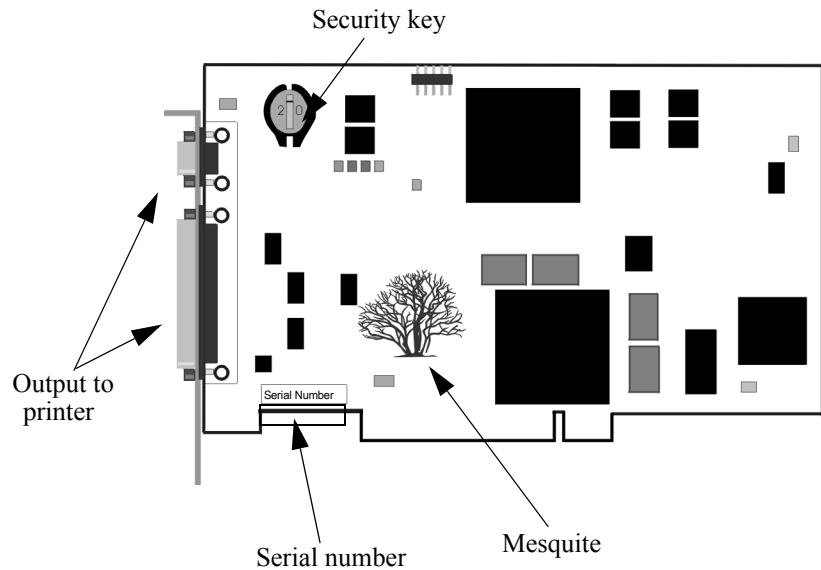 Security key
2 0
Output to
printer
Serial Number
Serial number
Mesquite